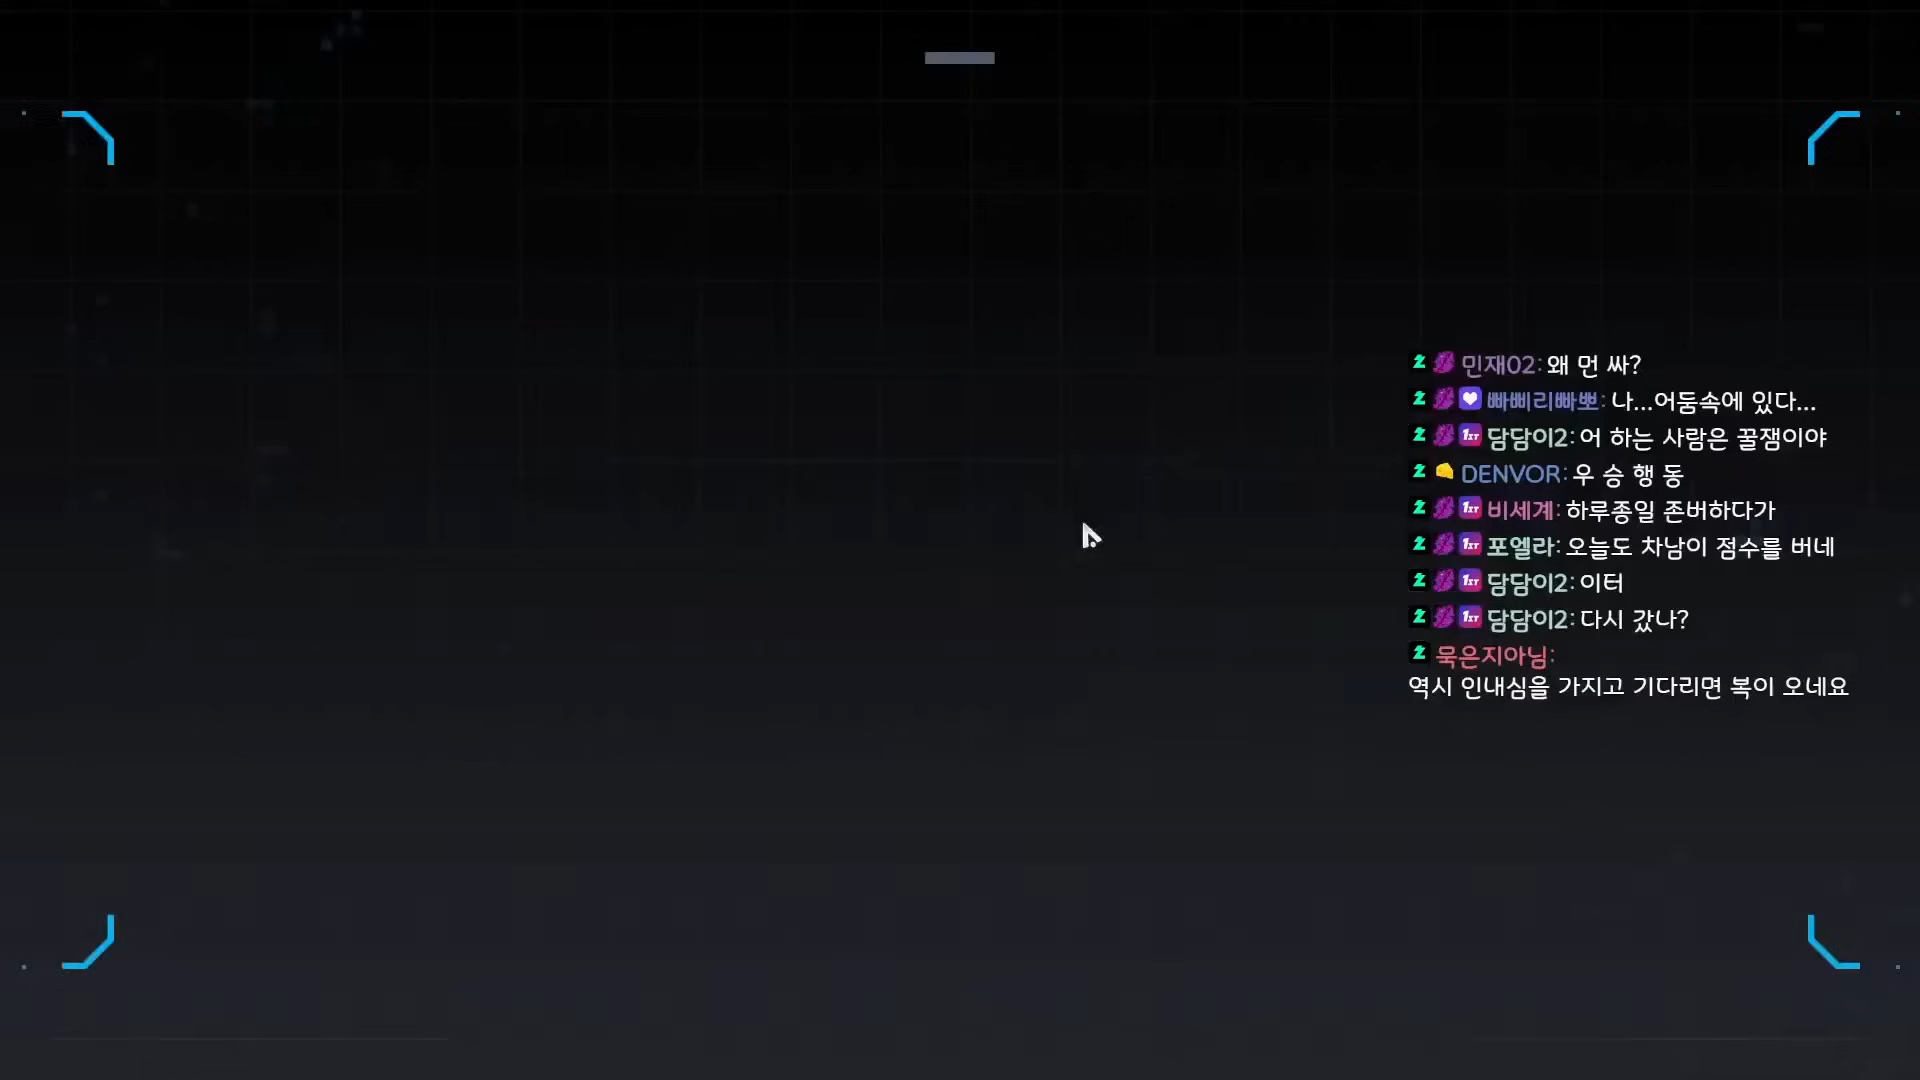 민재02: 왜 먼 싸?
빠삐리빠뽀: 나...어둠속에 있다...
담담이2: 어 하는 사람은 꿀잼이야
DENVOR: 우 승 행 동
비세계: 하루종일 존버하다가
포엘라: 오늘도 차남이 점수를 버네
담담이2: 이터
담담이2: 다시 갔나?
묵은지아님:
역시 인내심을 가지고 기다리면 복이 오네요